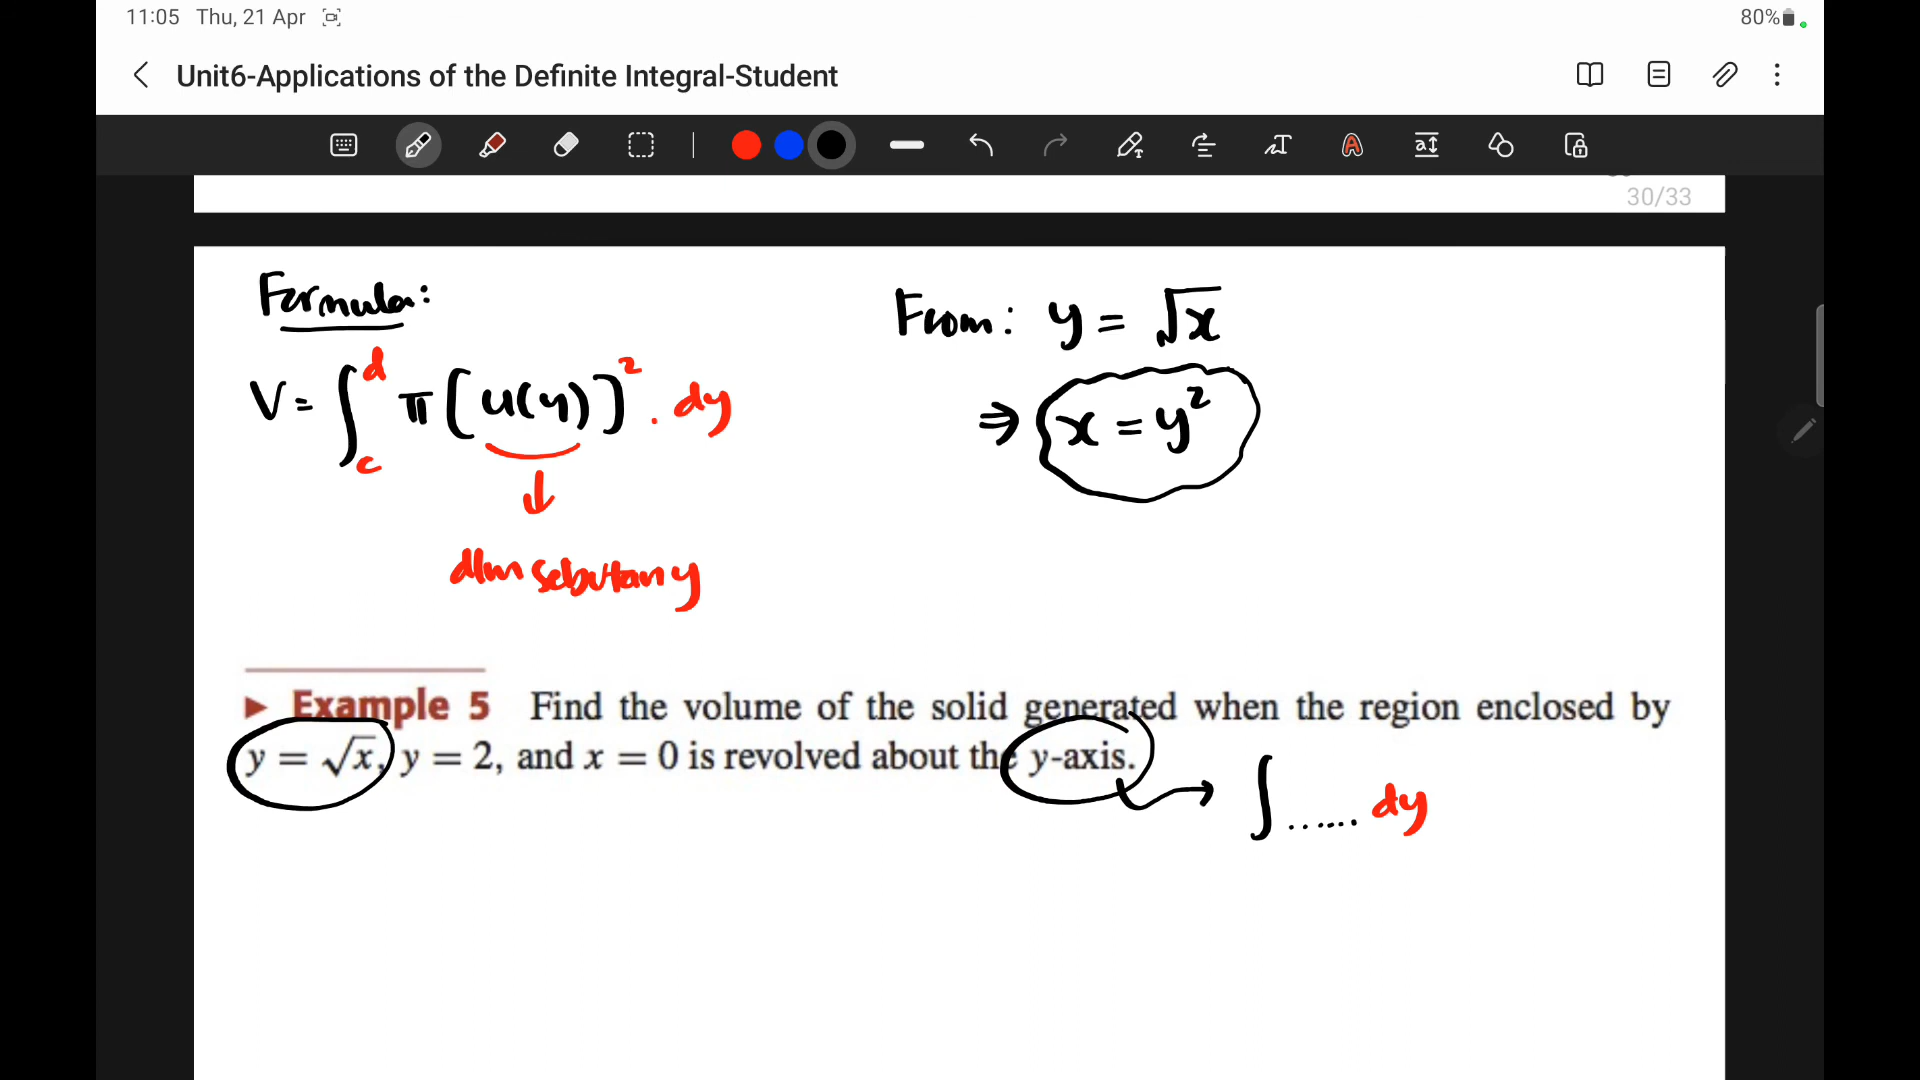 11:05 Thu, 21 Apr
80%
Unit6-Applications of the Definite Integral-Student
30/33
Formula:
V = ∫_c^d π[u(y)]² . dy
dlm sebutan y
From: y = √x
⇒ x = y²
▶ Example 5 Find the volume of the solid generated when the region enclosed by
y = √x, y = 2, and x = 0 is revolved about the y-axis.
∫ ...... dy